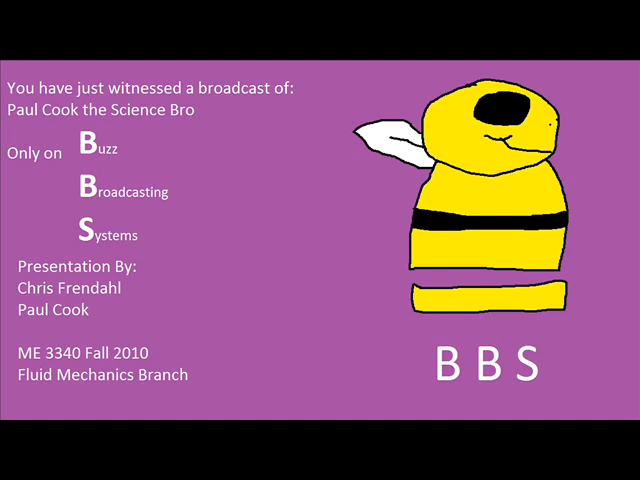 You have just witnessed a broadcast of:
Paul Cook the Science Bro
Only on
Buzz
Broadcasting
Systems
Presentation By:
Chris Frendahl
Paul Cook
ME 3340 Fall 2010
Fluid Mechanics Branch
B B S